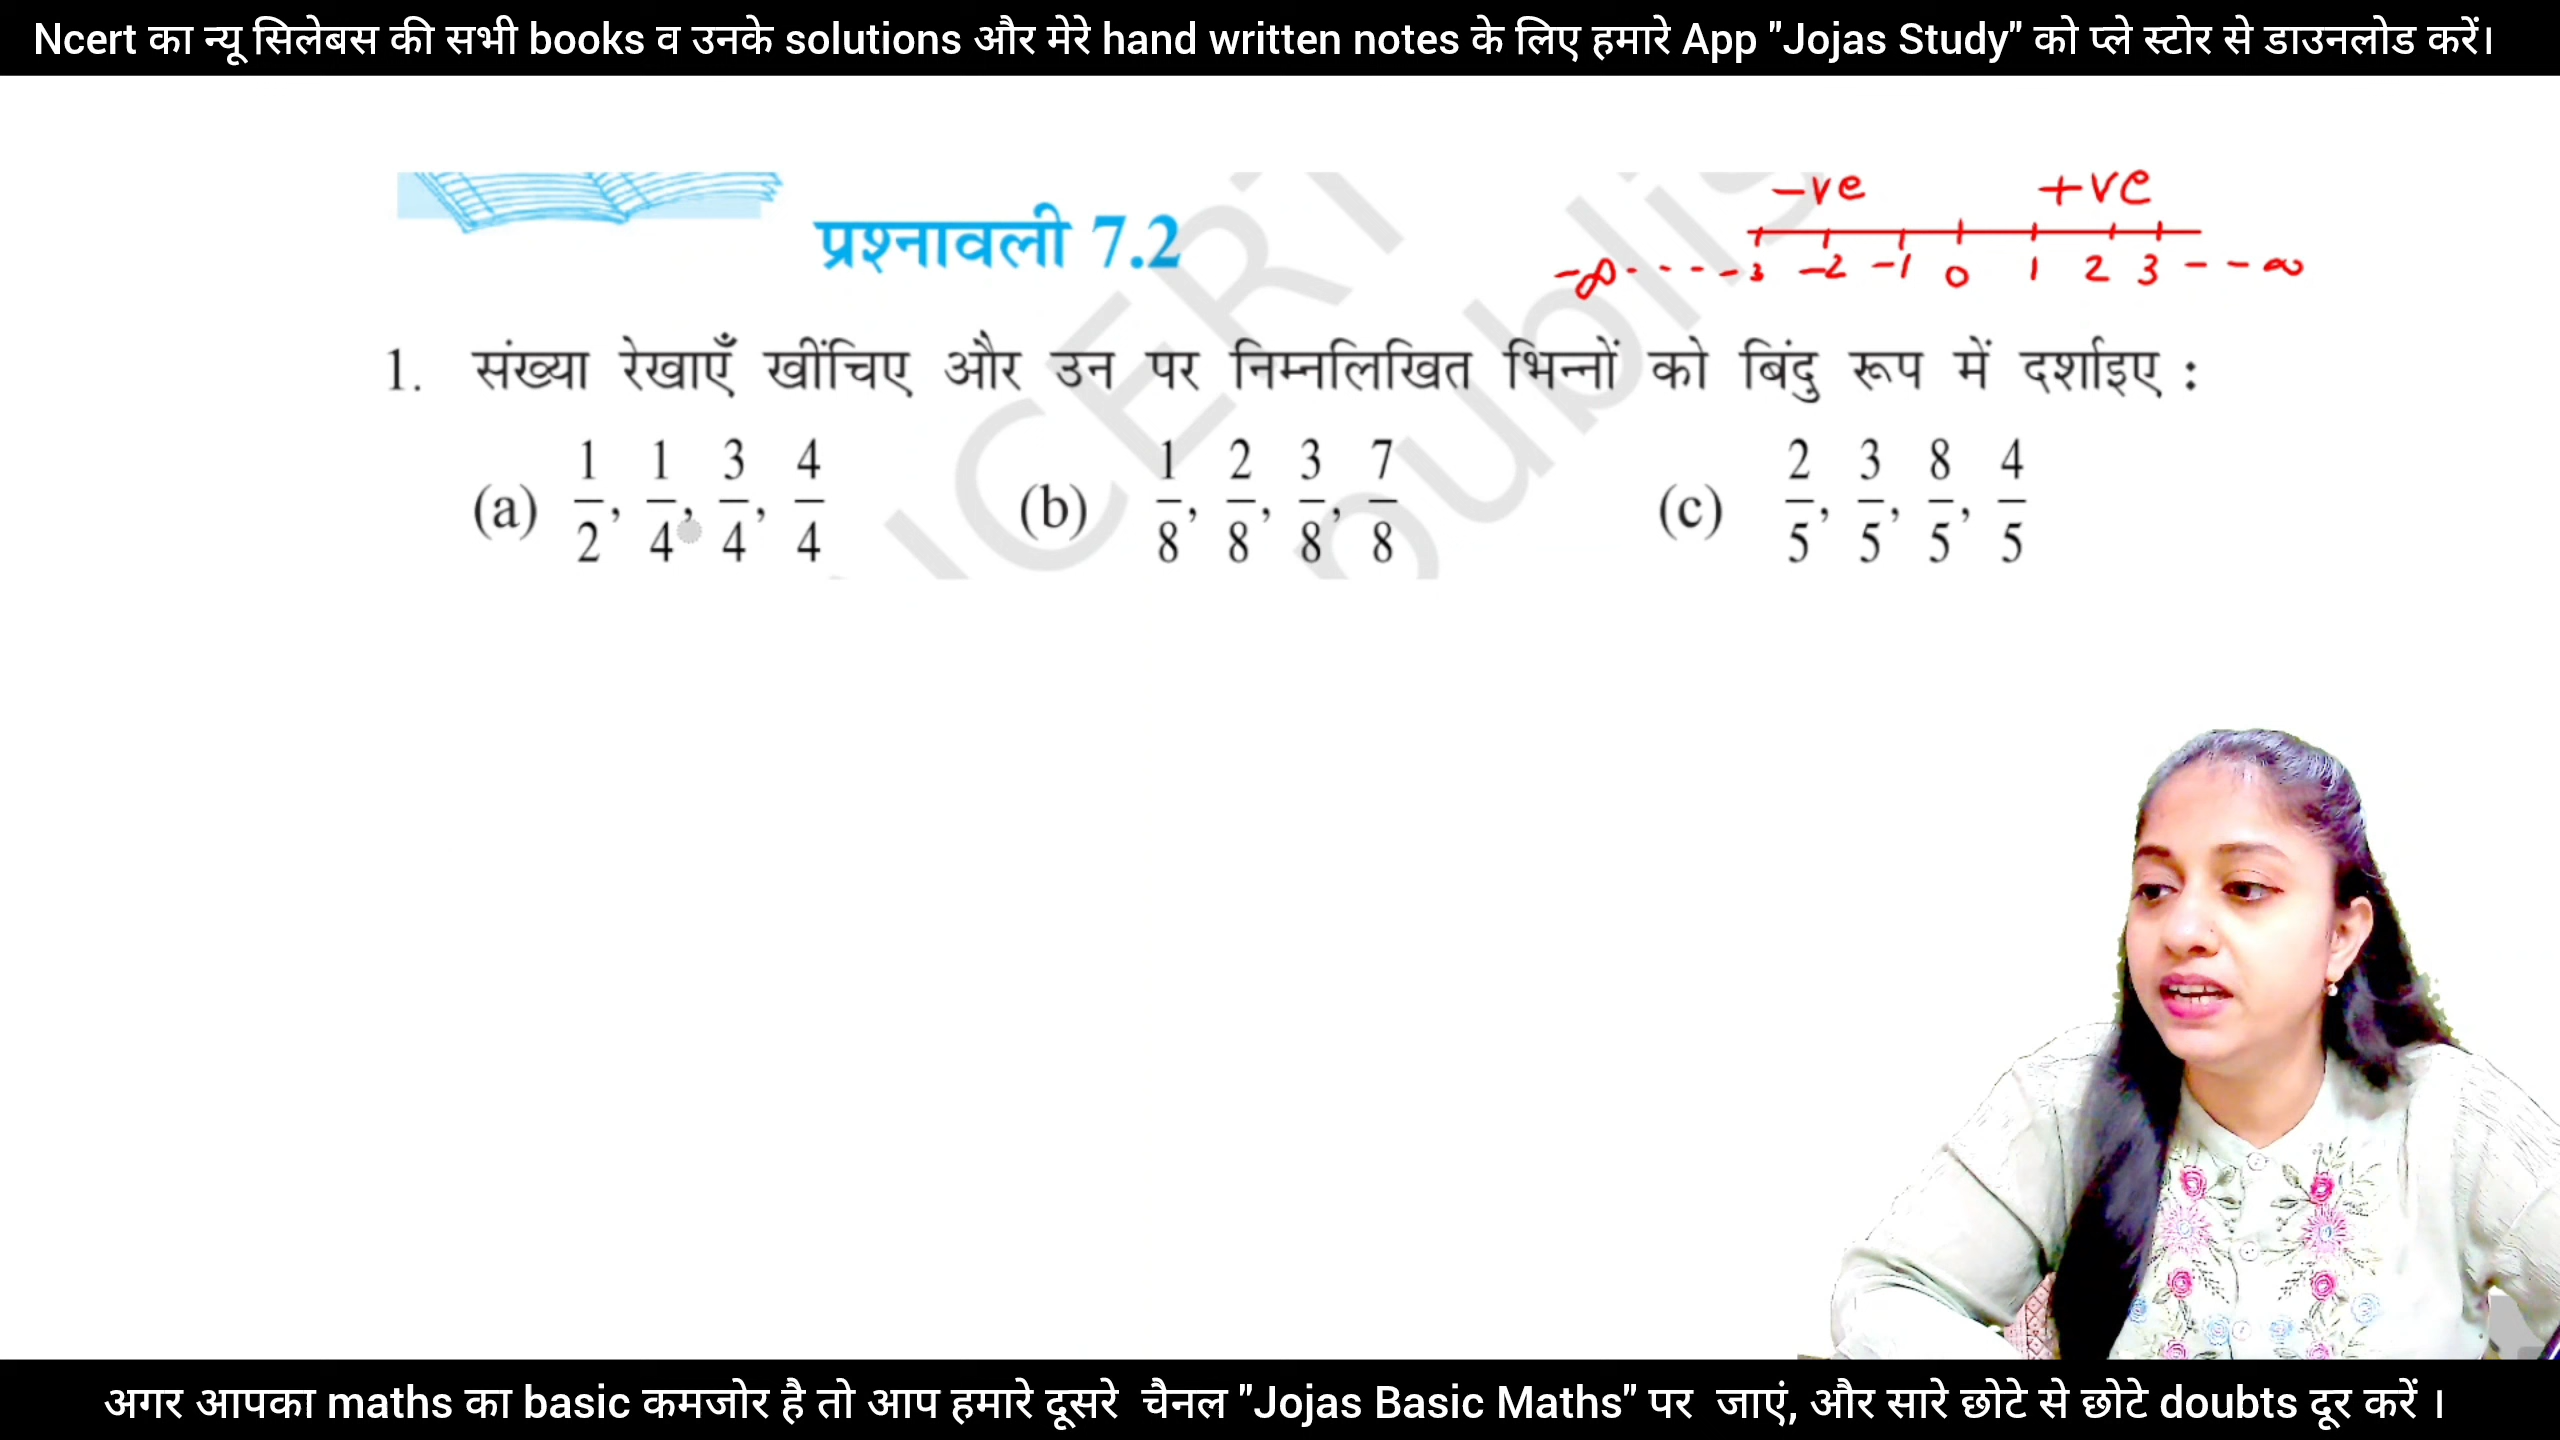 Ncert का न्यू सिलेबस की सभी books व उनके solutions और मेरे hand written notes के लिए हमारे App "Jojas Study" को प्ले स्टोर से डाउनलोड करें।
-ve +ve
-∞ - - - -3 -2 -1 0 1 2 3 - - ∞
प्रश्नावली 7.2
1. संख्या रेखाएँ खींचिए और उन पर निम्नलिखित भिन्नों को बिंदु रूप में दर्शाइए :
(a) 1/2, 1/4, 3/4, 4/4 (b) 1/8, 2/8, 3/8, 7/8 (c) 2/5, 3/5, 8/5, 4/5
अगर आपका maths का basic कमजोर है तो आप हमारे दूसरे चैनल "Jojas Basic Maths" पर जाएं, और सारे छोटे से छोटे doubts दूर करें ।